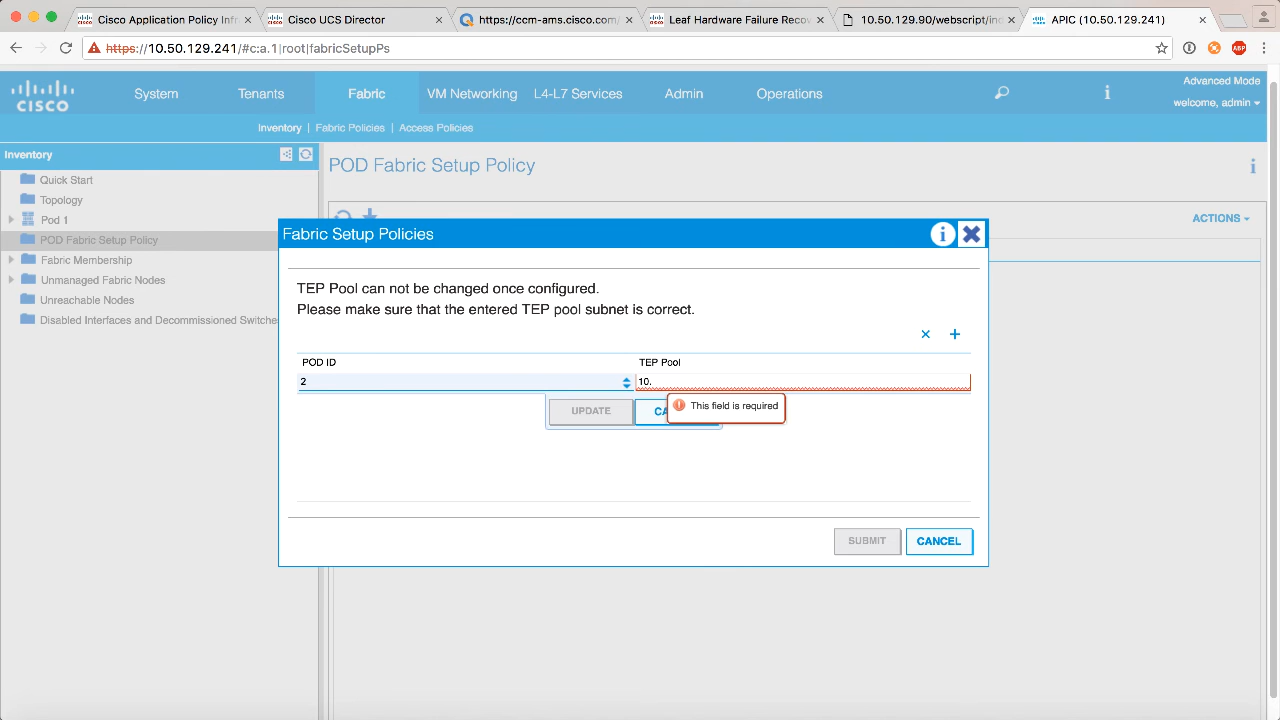 Cisco Application Policy Infr
Cisco UCS Director
https://ccm-ams.cisco.com/
Leaf Hardware Failure
10.50.129.90/webscript/ind
APIC (10.50.129.241)
https://10.50.129.241/#c:a.1|root|fabricSetupPs
ABP
CISCO
System
Tenants
Fabric
VM Networking
L4-L7 Services
Admin
Operations
Advanced Mode
welcome, admin
Inventory | Fabric Policies | Access Policies
Inventory
Quick Start
Topology
Pod 1
POD Fabric Setup Policy
Fabric Membership
Unmanaged Fabric Nodes
Unreachable Nodes
Disabled Interfaces and Decommissioned Switche
POD Fabric Setup Policy
ACTIONS
Fabric Setup Policies
TEP Pool can not be changed once configured.
Please make sure that the entered TEP pool subnet is correct.
POD ID
TEP Pool
2
10.
UPDATE
CA
This field is required
SUBMIT
CANCEL